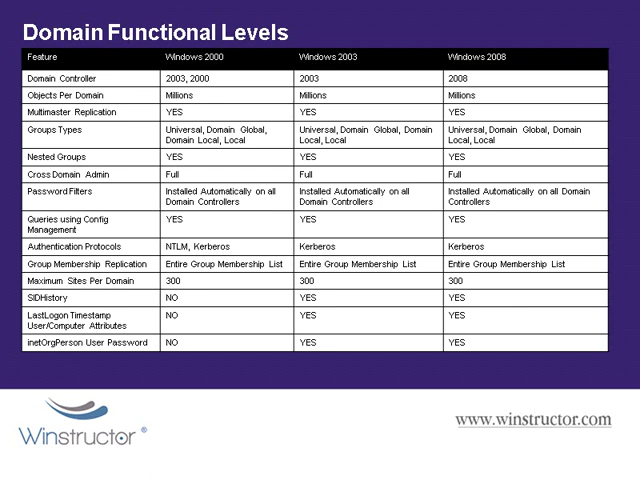 Domain Functional Levels
Feature Windows 2000 Windows 2003 Windows 2008
Domain Controller 2003, 2000 2003 2008
Objects Per Domain Millions Millions Millions
Multimaster Replication YES YES YES
Groups Types Universal, Domain Global, Universal, Domain Global, Domain Universal, Domain Global, Domain
Domain Local, Local Local, Local Local, Local
Nested Groups YES YES YES
Cross Domain Admin Full Full Full
Password Filters Installed Automatically on all Installed Automatically on all Installed Automatically on all Domain
Domain Controllers Domain Controllers Controllers
Queries using Config YES YES YES
Management
Authentication Protocols NTLM, Kerberos Kerberos Kerberos
Group Membership Replication Entire Group Membership List Entire Group Membership List Entire Group Membership List
Maximum Sites Per Domain 300 300 300
SIDHistory NO YES YES
LastLogon Timestamp NO YES YES
User/Computer Attributes
inetOrgPerson User Password NO YES YES
Winstructor ®
www.winstructor.com